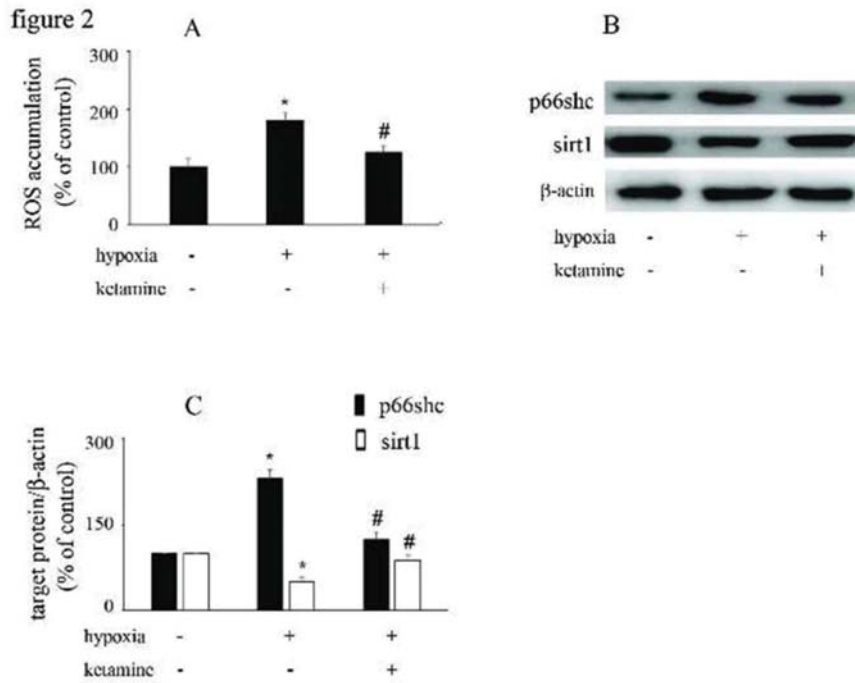 figure 2
A
ROS accumulation
(% of control)
300
200
100
0
*
#
hypoxia - + +
ketamine - - +
B
p66shc
sirt1
β-actin
hypoxia - + +
ketamine - - +
C
p66shc
sirt1
target protein/β-actin
(% of control)
300
150
0
*
*
#
#
hypoxia - + +
ketamine - - +